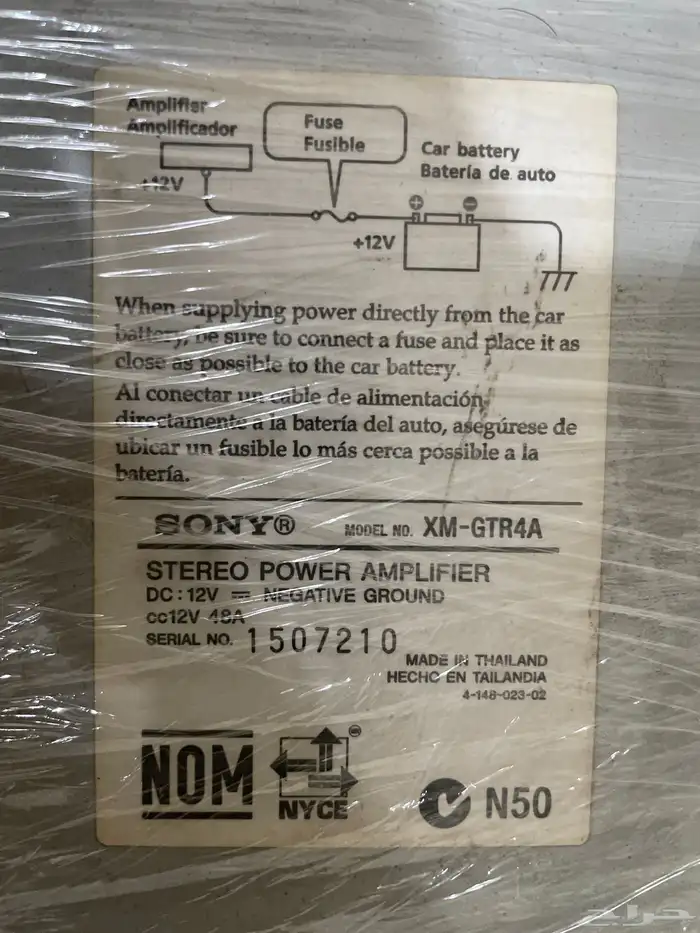 Amplifier
Amplificador
+12V
Fuse
Fusible
Car battery
Batería de auto
+12V
When supplying power directly from the car
battery, be sure to connect a fuse and place it as
close as possible to the car battery.
Al conectar un cable de alimentación
directamente a la batería del auto, asegúrese de
ubicar un fusible lo más cerca possible a la
batería.
SONY® MODEL NO. XM-GTR4A
STEREO POWER AMPLIFIER
DC : 12V ⎓ NEGATIVE GROUND
cc12V 48A
SERIAL NO. 1507210
MADE IN THAILAND
HECHO EN TAILANDIA
4-148-023-02
NOM
NYCE
N50
حراج